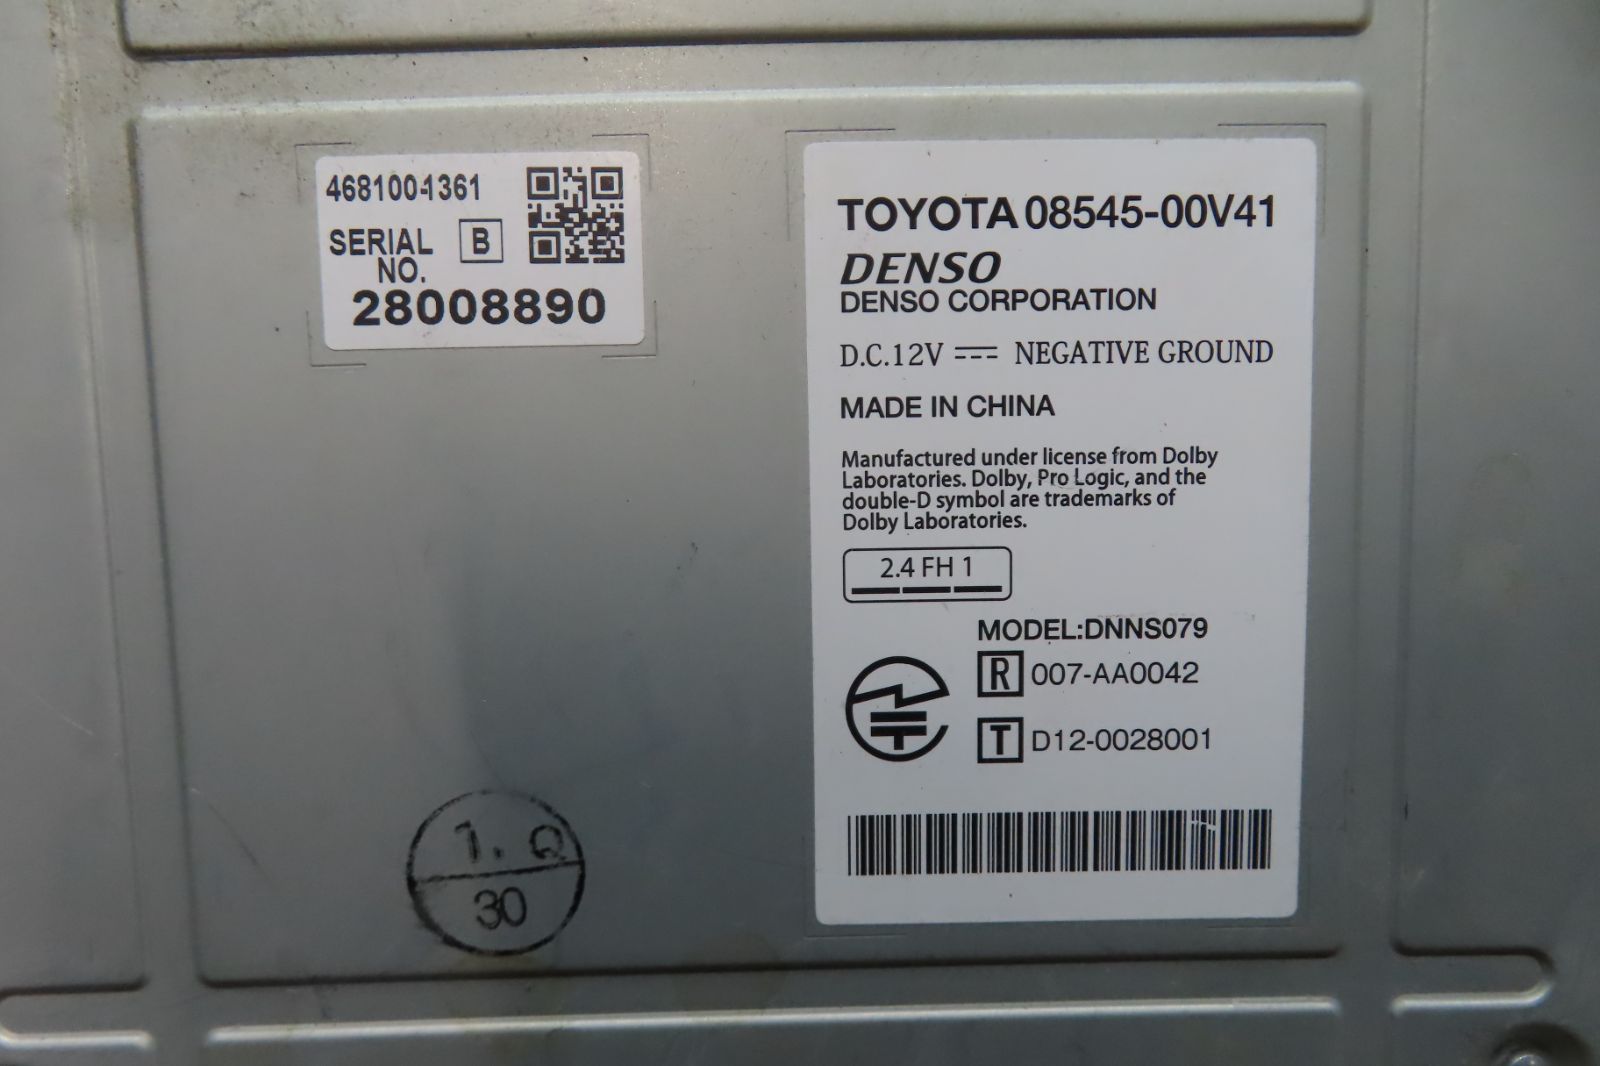 4681004361
SERIAL B
NO.
28008890
TOYOTA 08545-00V41
DENSO
DENSO CORPORATION
D.C.12V NEGATIVE GROUND
MADE IN CHINA
Manufactured under license from Dolby
Laboratories. Dolby, Pro Logic, and the
double-D symbol are trademarks of
Dolby Laboratories.
2.4 FH 1
MODEL:DNNS079
R 007-AA0042
T D12-0028001
1. Q
30